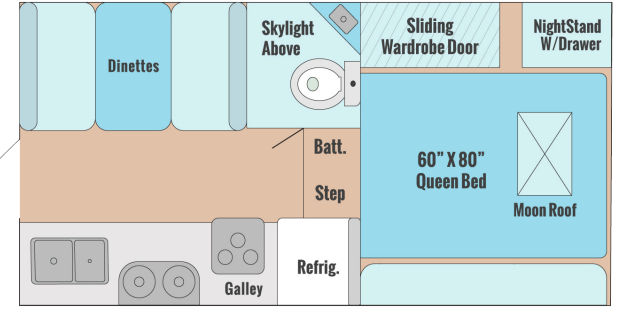 Dinettes
Skylight
Above
Sliding
Wardrobe Door
NightStand
W/Drawer
Batt.
Step
60” X 80”
Queen Bed
Moon Roof
Refrig.
Galley